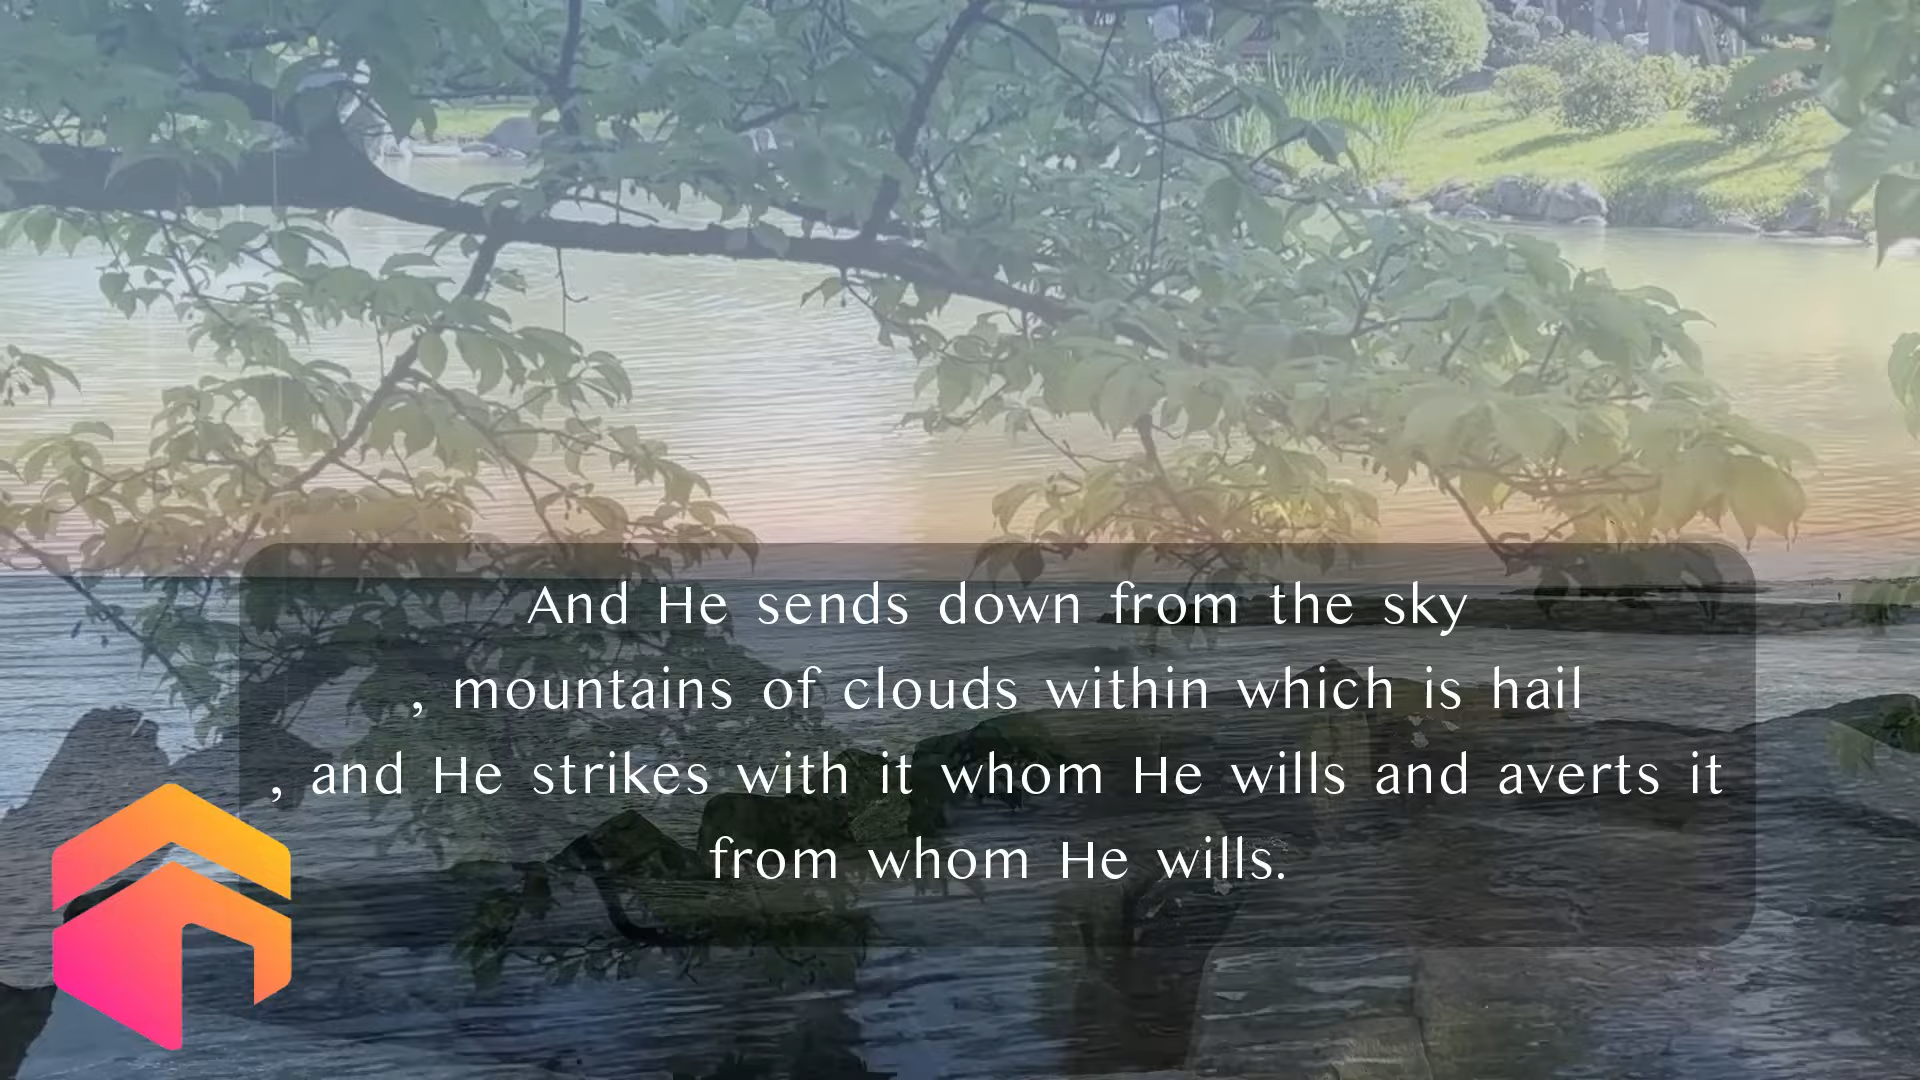 And He sends down from the sky
, mountains of clouds within which is hail
, and He strikes with it whom He wills and averts it
from whom He wills.